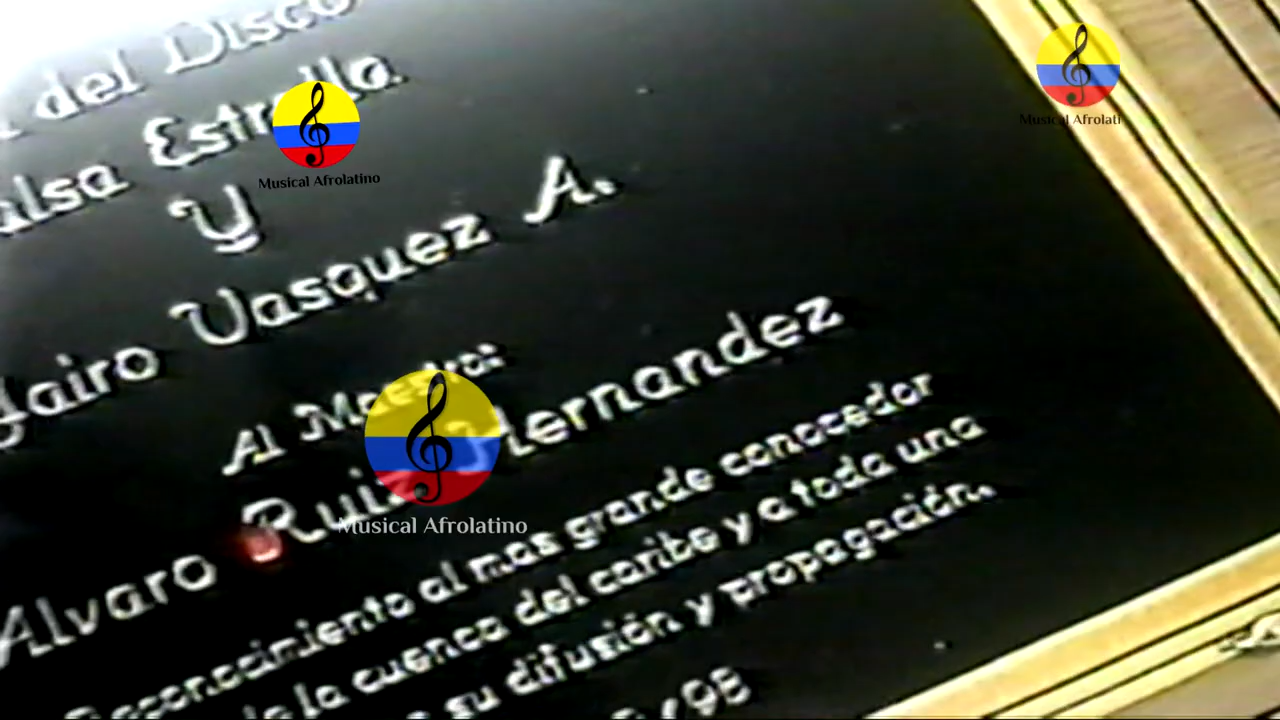 del Disco
Estrella
Y
Jairo Vasquez A.
Al Maestro:
Alvaro Ruiz Hernandez
Reconocimiento al mas grande conocedor
de la cuenca del caribe y a toda una
su difusión y propagación.
/98
Musical Afrolatino
Musical Afrolati
Musical Afrolatino